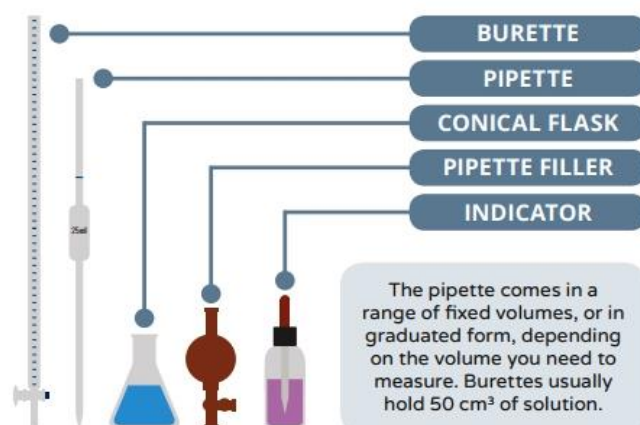 BURETTE
PIPETTE
CONICAL FLASK
PIPETTE FILLER
INDICATOR
25ml
The pipette comes in a
range of fixed volumes, or in
graduated form, depending
on the volume you need to
measure. Burettes usually
hold 50 cm³ of solution.